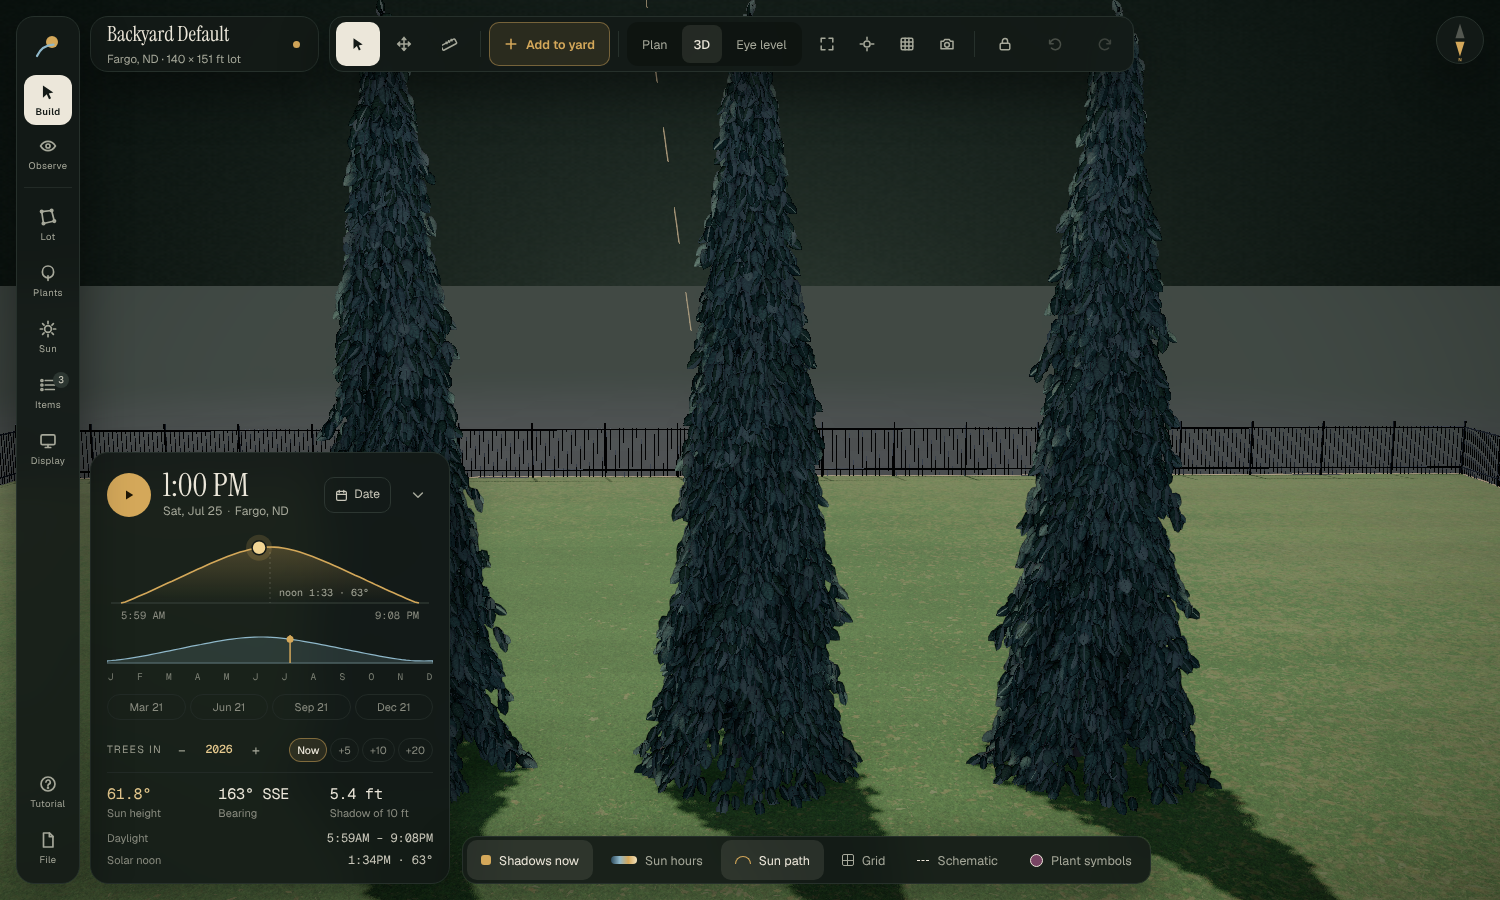 Backyard Default
Fargo, ND · 140 × 151 ft lot
Add to yard
Plan
3D
Eye level
N
Build
Observe
Lot
Plants
Sun
3
Items
Display
Tutorial
File
1:00 PM
Sat, Jul 25 · Fargo, ND
Date
noon 1:33 · 63°
5:59 AM
9:08 PM
J F M A M J J A S O N D
Mar 21
Jun 21
Sep 21
Dec 21
TREES IN − 2026 +
Now
+5
+10
+20
61.8°
Sun height
163° SSE
Bearing
5.4 ft
Shadow of 10 ft
Daylight 5:59AM – 9:08PM
Solar noon 1:34PM · 63°
Shadows now
Sun hours
Sun path
Grid
Schematic
Plant symbols